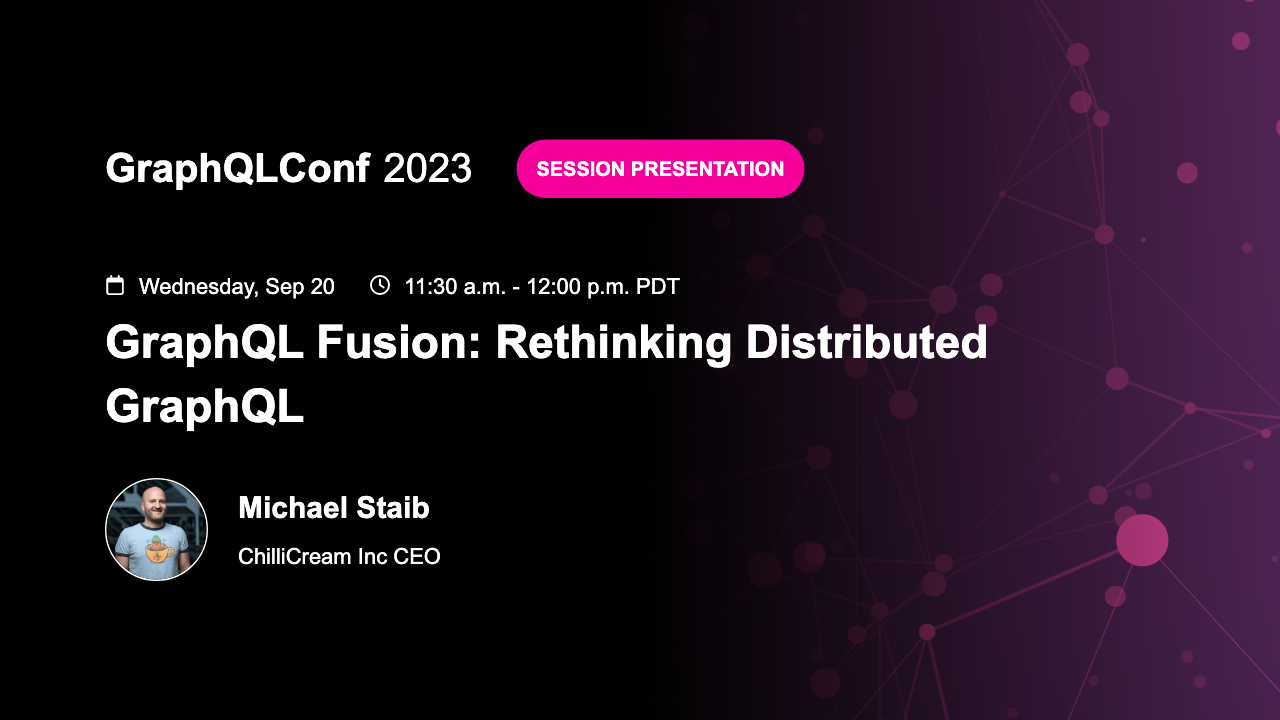 GraphQLConf 2023
SESSION PRESENTATION
Wednesday, Sep 20
11:30 a.m. - 12:00 p.m. PDT
GraphQL Fusion: Rethinking Distributed
GraphQL
Michael Staib
ChilliCream Inc CEO